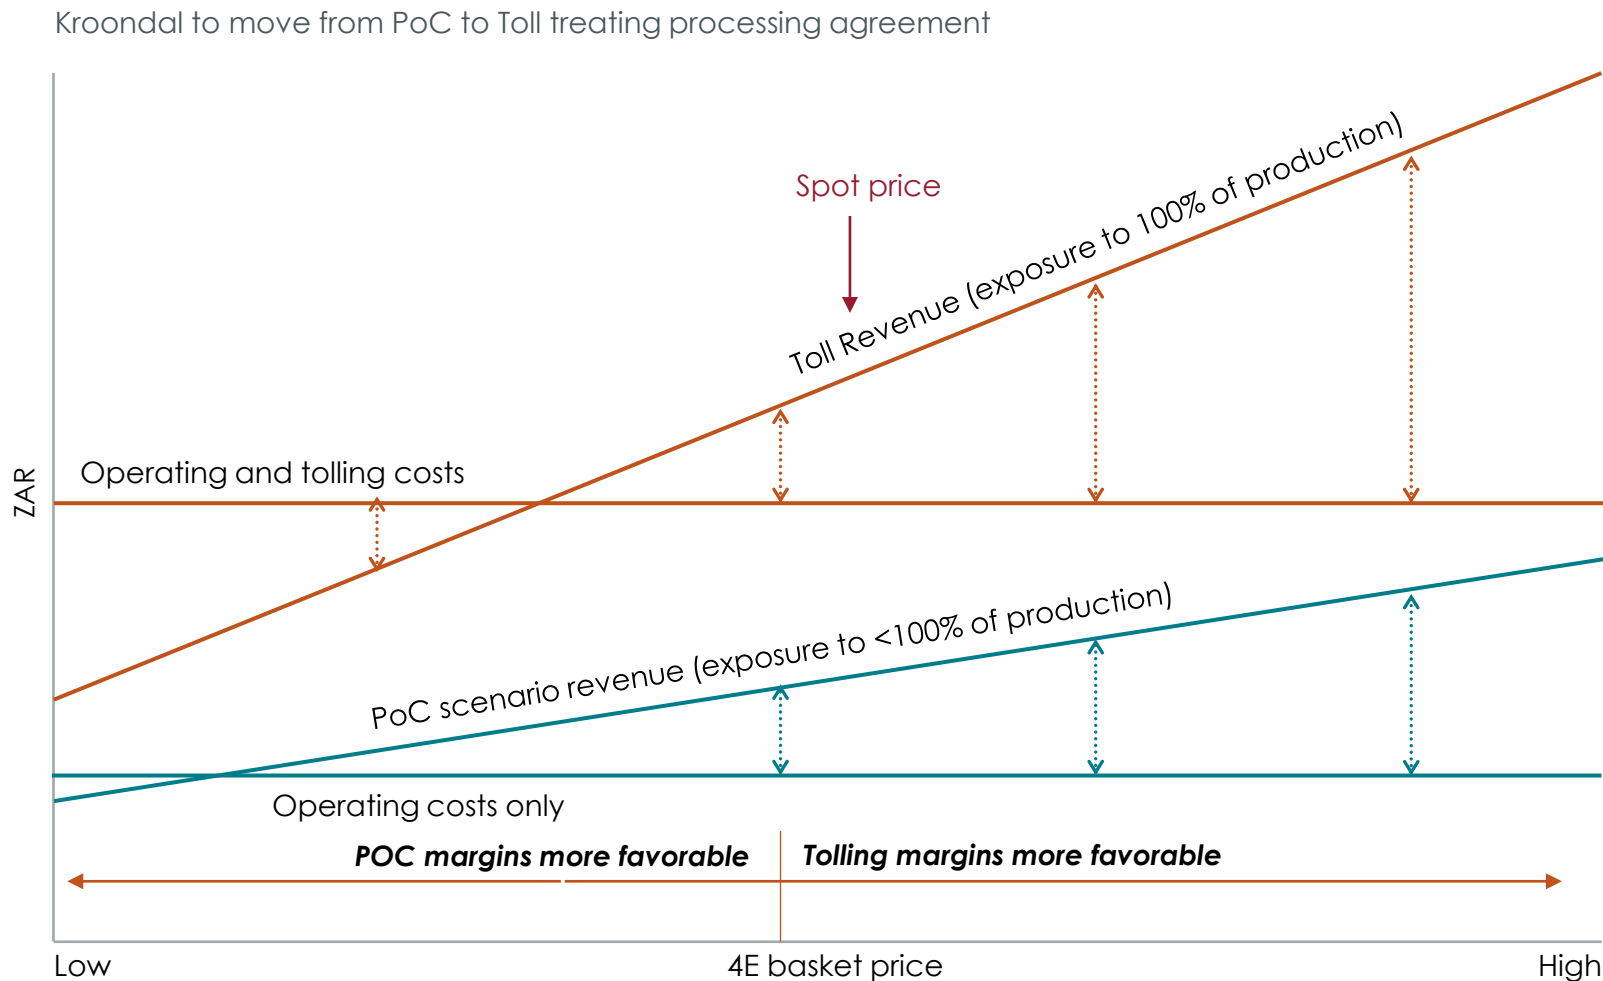 Kroondal to move from PoC to Toll treating processing agreement
Spot price
Toll Revenue (exposure to 100% of production)
Operating and tolling costs
ZAR
PoC scenario revenue (exposure to <100% of production)
Operating costs only
POC margins more favorable
Tolling margins more favorable
Low
4E basket price
High